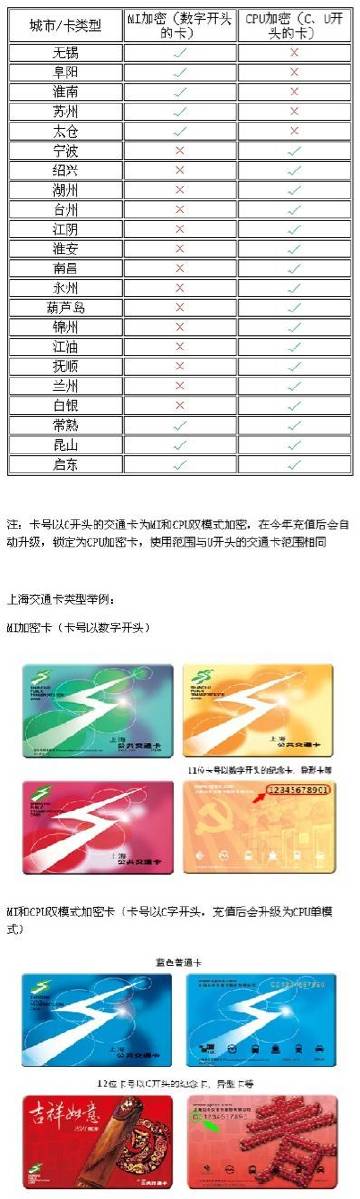 城市/卡类型 MI加密（数字开头的卡） CPU加密（C、U开头的卡）
无锡 ✓ ×
阜阳 ✓ ×
淮南 ✓ ×
苏州 ✓ ×
太仓 ✓ ×
宁波 × ✓
绍兴 × ✓
湖州 × ✓
台州 × ✓
江阴 × ✓
淮安 × ✓
南昌 × ✓
永州 × ✓
葫芦岛 × ✓
锦州 × ✓
江油 × ✓
抚顺 × ✓
兰州 × ✓
白银 × ✓
常熟 ✓ ✓
昆山 ✓ ✓
启东 ✓ ✓
注：卡号以C开头的交通卡为MI和CPU双模式加密，在今年充值后会自
动升级，锁定为CPU加密卡，使用范围与U开头的交通卡范围相同
上海交通卡类型举例：
MI加密卡（卡号以数字开头）
上海
公共交通卡
上海
公共交通卡
11位卡号以数字开头的纪念卡、异形卡等
上海
公共交通卡
12345678901
MI和CPU双模式加密卡（卡号以C字开头，充值后会升级为CPU单模
式）
蓝色普通卡
上海
公共交通卡
12位卡号以C开头的纪念卡、异型卡等
吉祥如意